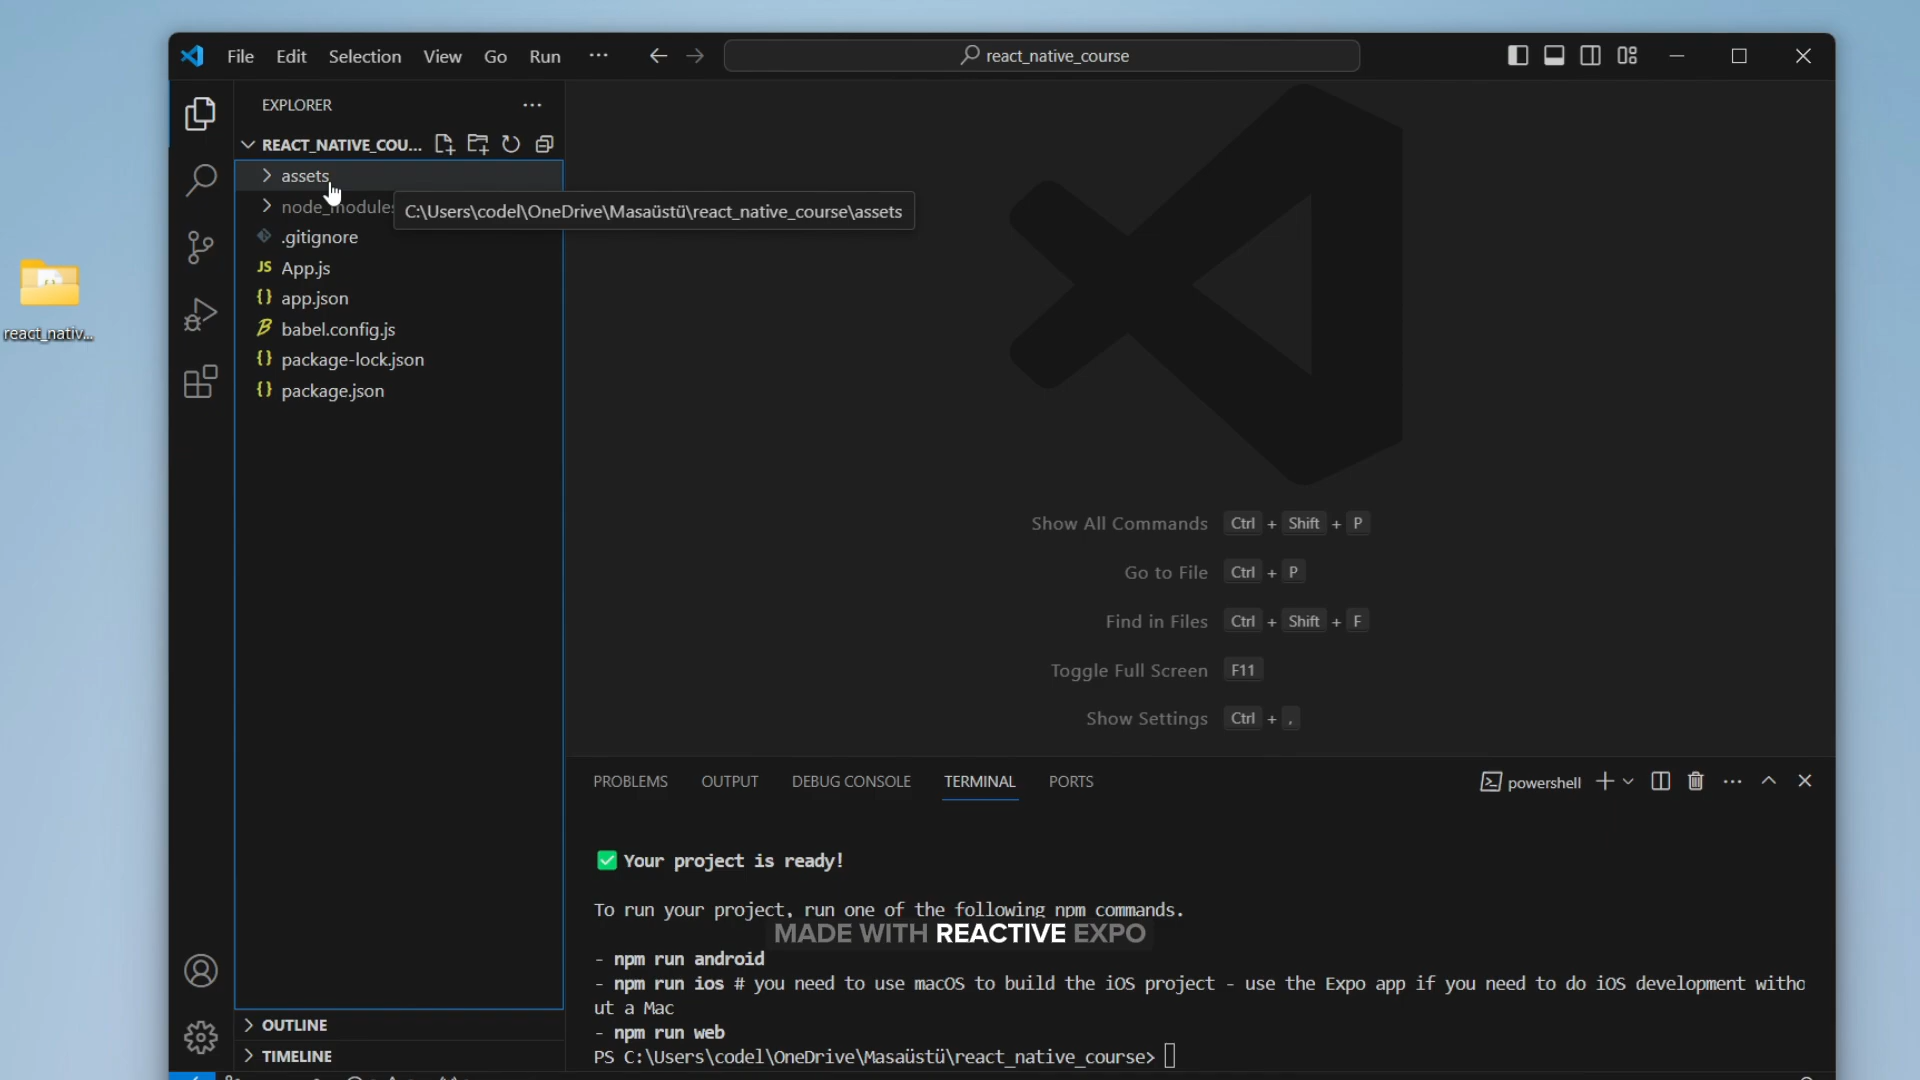 File Edit Selection View Go Run ··· react_native_course
EXPLORER ···
REACT_NATIVE_COU...
assets
C:\Users\codel\OneDrive\Masaüstü\react_native_course\assets
.gitignore
JS App.js
{} app.json
babel.config.js
{} package-lock.json
{} package.json
react_nativ...
Show All Commands Ctrl + Shift + P
Go to File Ctrl + P
Find in Files Ctrl + Shift + F
Toggle Full Screen F11
Show Settings Ctrl + ,
PROBLEMS OUTPUT DEBUG CONSOLE TERMINAL PORTS powershell
Your project is ready!
To run your project, run one of the following npm commands.
MADE WITH REACTIVE EXPO
- npm run android
- npm run ios # you need to use macOS to build the iOS project - use the Expo app if you need to do iOS development witho
ut a Mac
- npm run web
PS C:\Users\codel\OneDrive\Masaüstü\react_native_course>
OUTLINE
TIMELINE